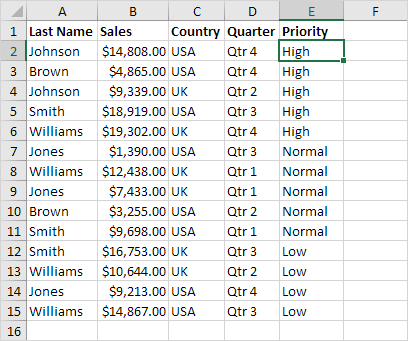 A B C D E F
1 Last Name Sales Country Quarter Priority
2 Johnson $14,808.00 USA Qtr 4 High
3 Brown $4,865.00 USA Qtr 4 High
4 Johnson $9,339.00 UK Qtr 2 High
5 Smith $18,919.00 USA Qtr 3 High
6 Williams $19,302.00 UK Qtr 4 High
7 Jones $1,390.00 USA Qtr 3 Normal
8 Williams $12,438.00 UK Qtr 1 Normal
9 Jones $7,433.00 UK Qtr 1 Normal
10 Brown $3,255.00 USA Qtr 2 Normal
11 Smith $9,698.00 USA Qtr 1 Normal
12 Smith $16,753.00 UK Qtr 3 Low
13 Williams $10,644.00 UK Qtr 2 Low
14 Jones $9,213.00 USA Qtr 4 Low
15 Williams $14,867.00 USA Qtr 3 Low
16